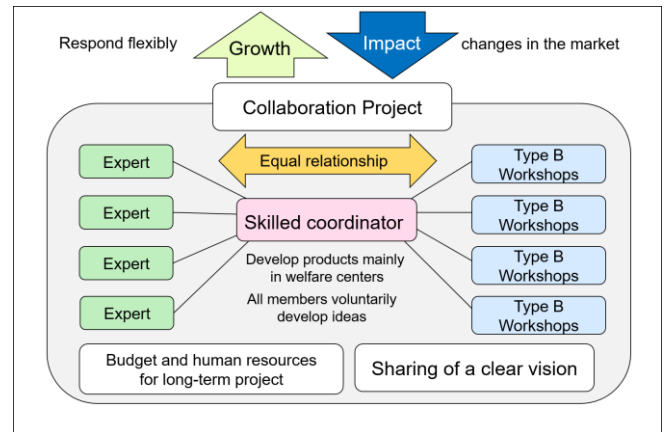 Respond flexibly
Growth
Impact
changes in the market
Collaboration Project
Equal relationship
Expert
Expert
Expert
Expert
Skilled coordinator
Type B
Workshops
Type B
Workshops
Type B
Workshops
Type B
Workshops
Develop products mainly
in welfare centers
All members voluntarily
develop ideas
Budget and human resources
for long-term project
Sharing of a clear vision